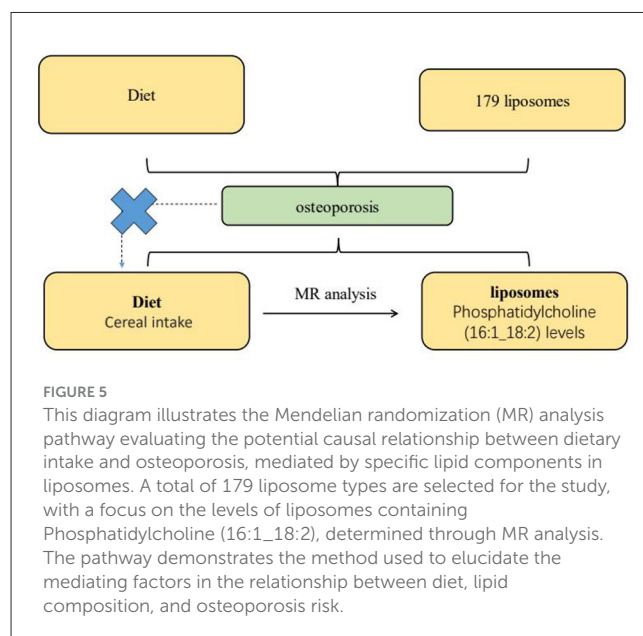 Diet
179 liposomes
osteoporosis
Diet
Cereal intake
MR analysis
liposomes
Phosphatidylcholine
(16:1_18:2) levels
FIGURE 5
This diagram illustrates the Mendelian randomization (MR) analysis
pathway evaluating the potential causal relationship between dietary
intake and osteoporosis, mediated by specific lipid components in
liposomes. A total of 179 liposome types are selected for the study,
with a focus on the levels of liposomes containing
Phosphatidylcholine (16:1_18:2), determined through MR analysis.
The pathway demonstrates the method used to elucidate the
mediating factors in the relationship between diet, lipid
composition, and osteoporosis risk.